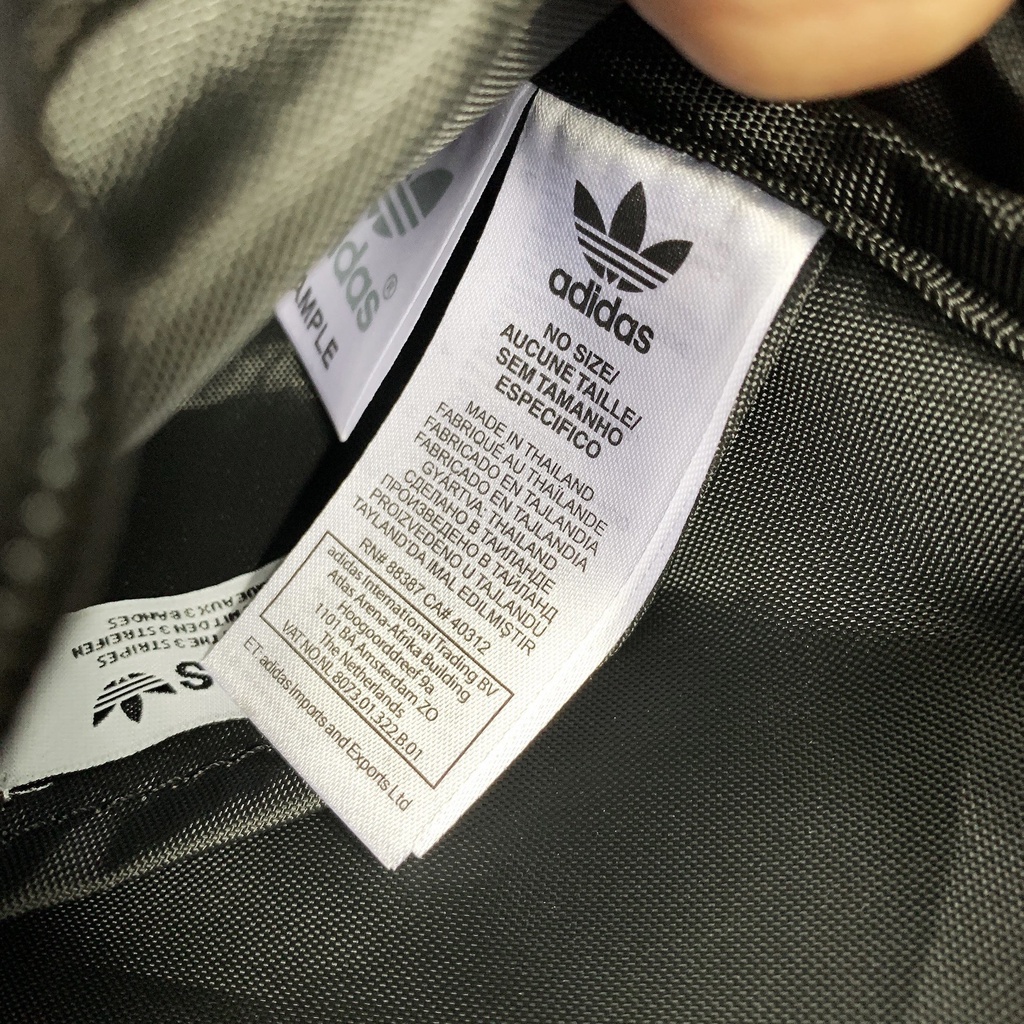 adidas
NO SIZE/
AUCUNE TAILLE/
SEM TAMANHO
ESPECIFICO
MADE IN THAILAND
FABRIQUE AU THAILANDE
FABRICADO EN TAJLANDIA
FABRICADO EN TAILANDIA
GYARTVA: THAILAND
СДЕЛАНО В ТАИЛАНДЕ
ПРОИЗВЕДЕНО В ТАЙЛАНД
PROIZVEDENO U TAJLANDU
TAYLAND'DA IMAL EDILMIŞTIR
RN# 88387 CA# 40312
adidas International Trading BV
Atlas Arena-Afrika Building
Hoogoorddreef 9a
1101 BA Amsterdam ZO
The Netherlands
VAT NO.NL 8073.01.322.B.01
ET adidas Imports and Exports Ltd
adidas®
AMPLE
S
THE 3 STRIPES
MIT DEN 3 STREIFEN
AUX 3 BANDES